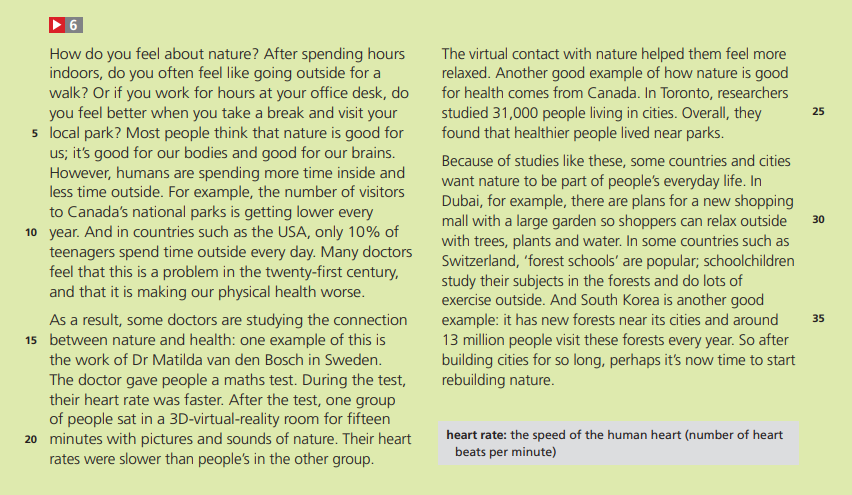 6
How do you feel about nature? After spending hours
indoors, do you often feel like going outside for a
walk? Or if you work for hours at your office desk, do
you feel better when you take a break and visit your
5 local park? Most people think that nature is good for
us; it's good for our bodies and good for our brains.
However, humans are spending more time inside and
less time outside. For example, the number of visitors
to Canada's national parks is getting lower every
10 year. And in countries such as the USA, only 10% of
teenagers spend time outside every day. Many doctors
feel that this is a problem in the twenty-first century,
and that it is making our physical health worse.
As a result, some doctors are studying the connection
15 between nature and health: one example of this is
the work of Dr Matilda van den Bosch in Sweden.
The doctor gave people a maths test. During the test,
their heart rate was faster. After the test, one group
of people sat in a 3D-virtual-reality room for fifteen
20 minutes with pictures and sounds of nature. Their heart
rates were slower than people's in the other group.
The virtual contact with nature helped them feel more
relaxed. Another good example of how nature is good
for health comes from Canada. In Toronto, researchers
studied 31,000 people living in cities. Overall, they 25
found that healthier people lived near parks.
Because of studies like these, some countries and cities
want nature to be part of people's everyday life. In
Dubai, for example, there are plans for a new shopping
mall with a large garden so shoppers can relax outside 30
with trees, plants and water. In some countries such as
Switzerland, 'forest schools' are popular; schoolchildren
study their subjects in the forests and do lots of
exercise outside. And South Korea is another good
example: it has new forests near its cities and around 35
13 million people visit these forests every year. So after
building cities for so long, perhaps it's now time to start
rebuilding nature.
heart rate: the speed of the human heart (number of heart
beats per minute)